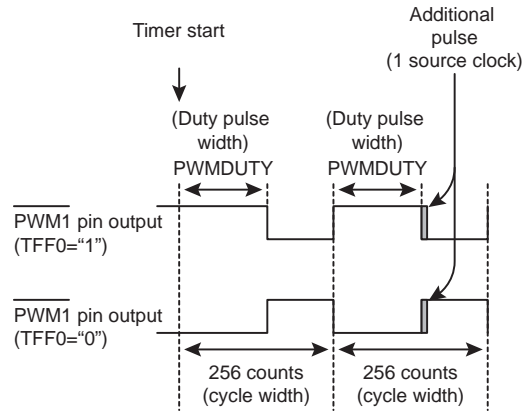 Timer start
Additional
pulse
(1 source clock)
(Duty pulse
width)
PWMDUTY
(Duty pulse
width)
PWMDUTY
PWM1 pin output
(TFF0=“1”)
PWM1 pin output
(TFF0=“0”)
256 counts
(cycle width)
256 counts
(cycle width)